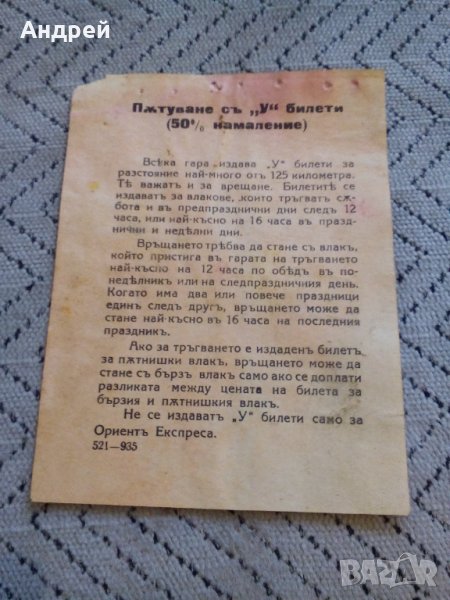 Андрей
Пѫтуване съ „У“ билети
(50% намаление)
Всѣка гара издава „У“ билети за
разстояние най-много отъ 125 километра.
Тѣ важатъ и за врещане. Билетитѣ се
издаватъ за влакове, които тръгватъ сѫ-
бота и въ предпразднични дни следъ 12
часа, или най-късно на 16 часа въ празд-
нични и недѣлни дни.
Връщането трѣбва да стане съ влакъ,
който пристига въ гарата на тръгването
най-късно на 12 часа по обѣдъ въ по-
недѣлникъ или на следпразничния день.
Когато има два или повече праздници
единъ следъ другъ, връщането може да
стане най-късно въ 16 часа на последния
праздникъ.
Ако за тръгването е издаденъ билетъ
за пѫтнишки влакъ, връщането може да
стане съ бързъ влакъ само ако се доплати
разликата между цената на билета за
бързия и пѫтнишкия влакъ.
Не се издаватъ „У“ билети само за
Ориентъ Експреса.
521—935
BAZAR